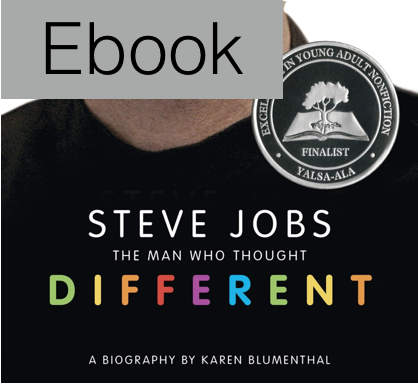 Ebook
EXCELLENCE IN YOUNG ADULT NONFICTION
FINALIST
YALSA-ALA
STEVE JOBS
THE MAN WHO THOUGHT
DIFFERENT
A BIOGRAPHY BY KAREN BLUMENTHAL